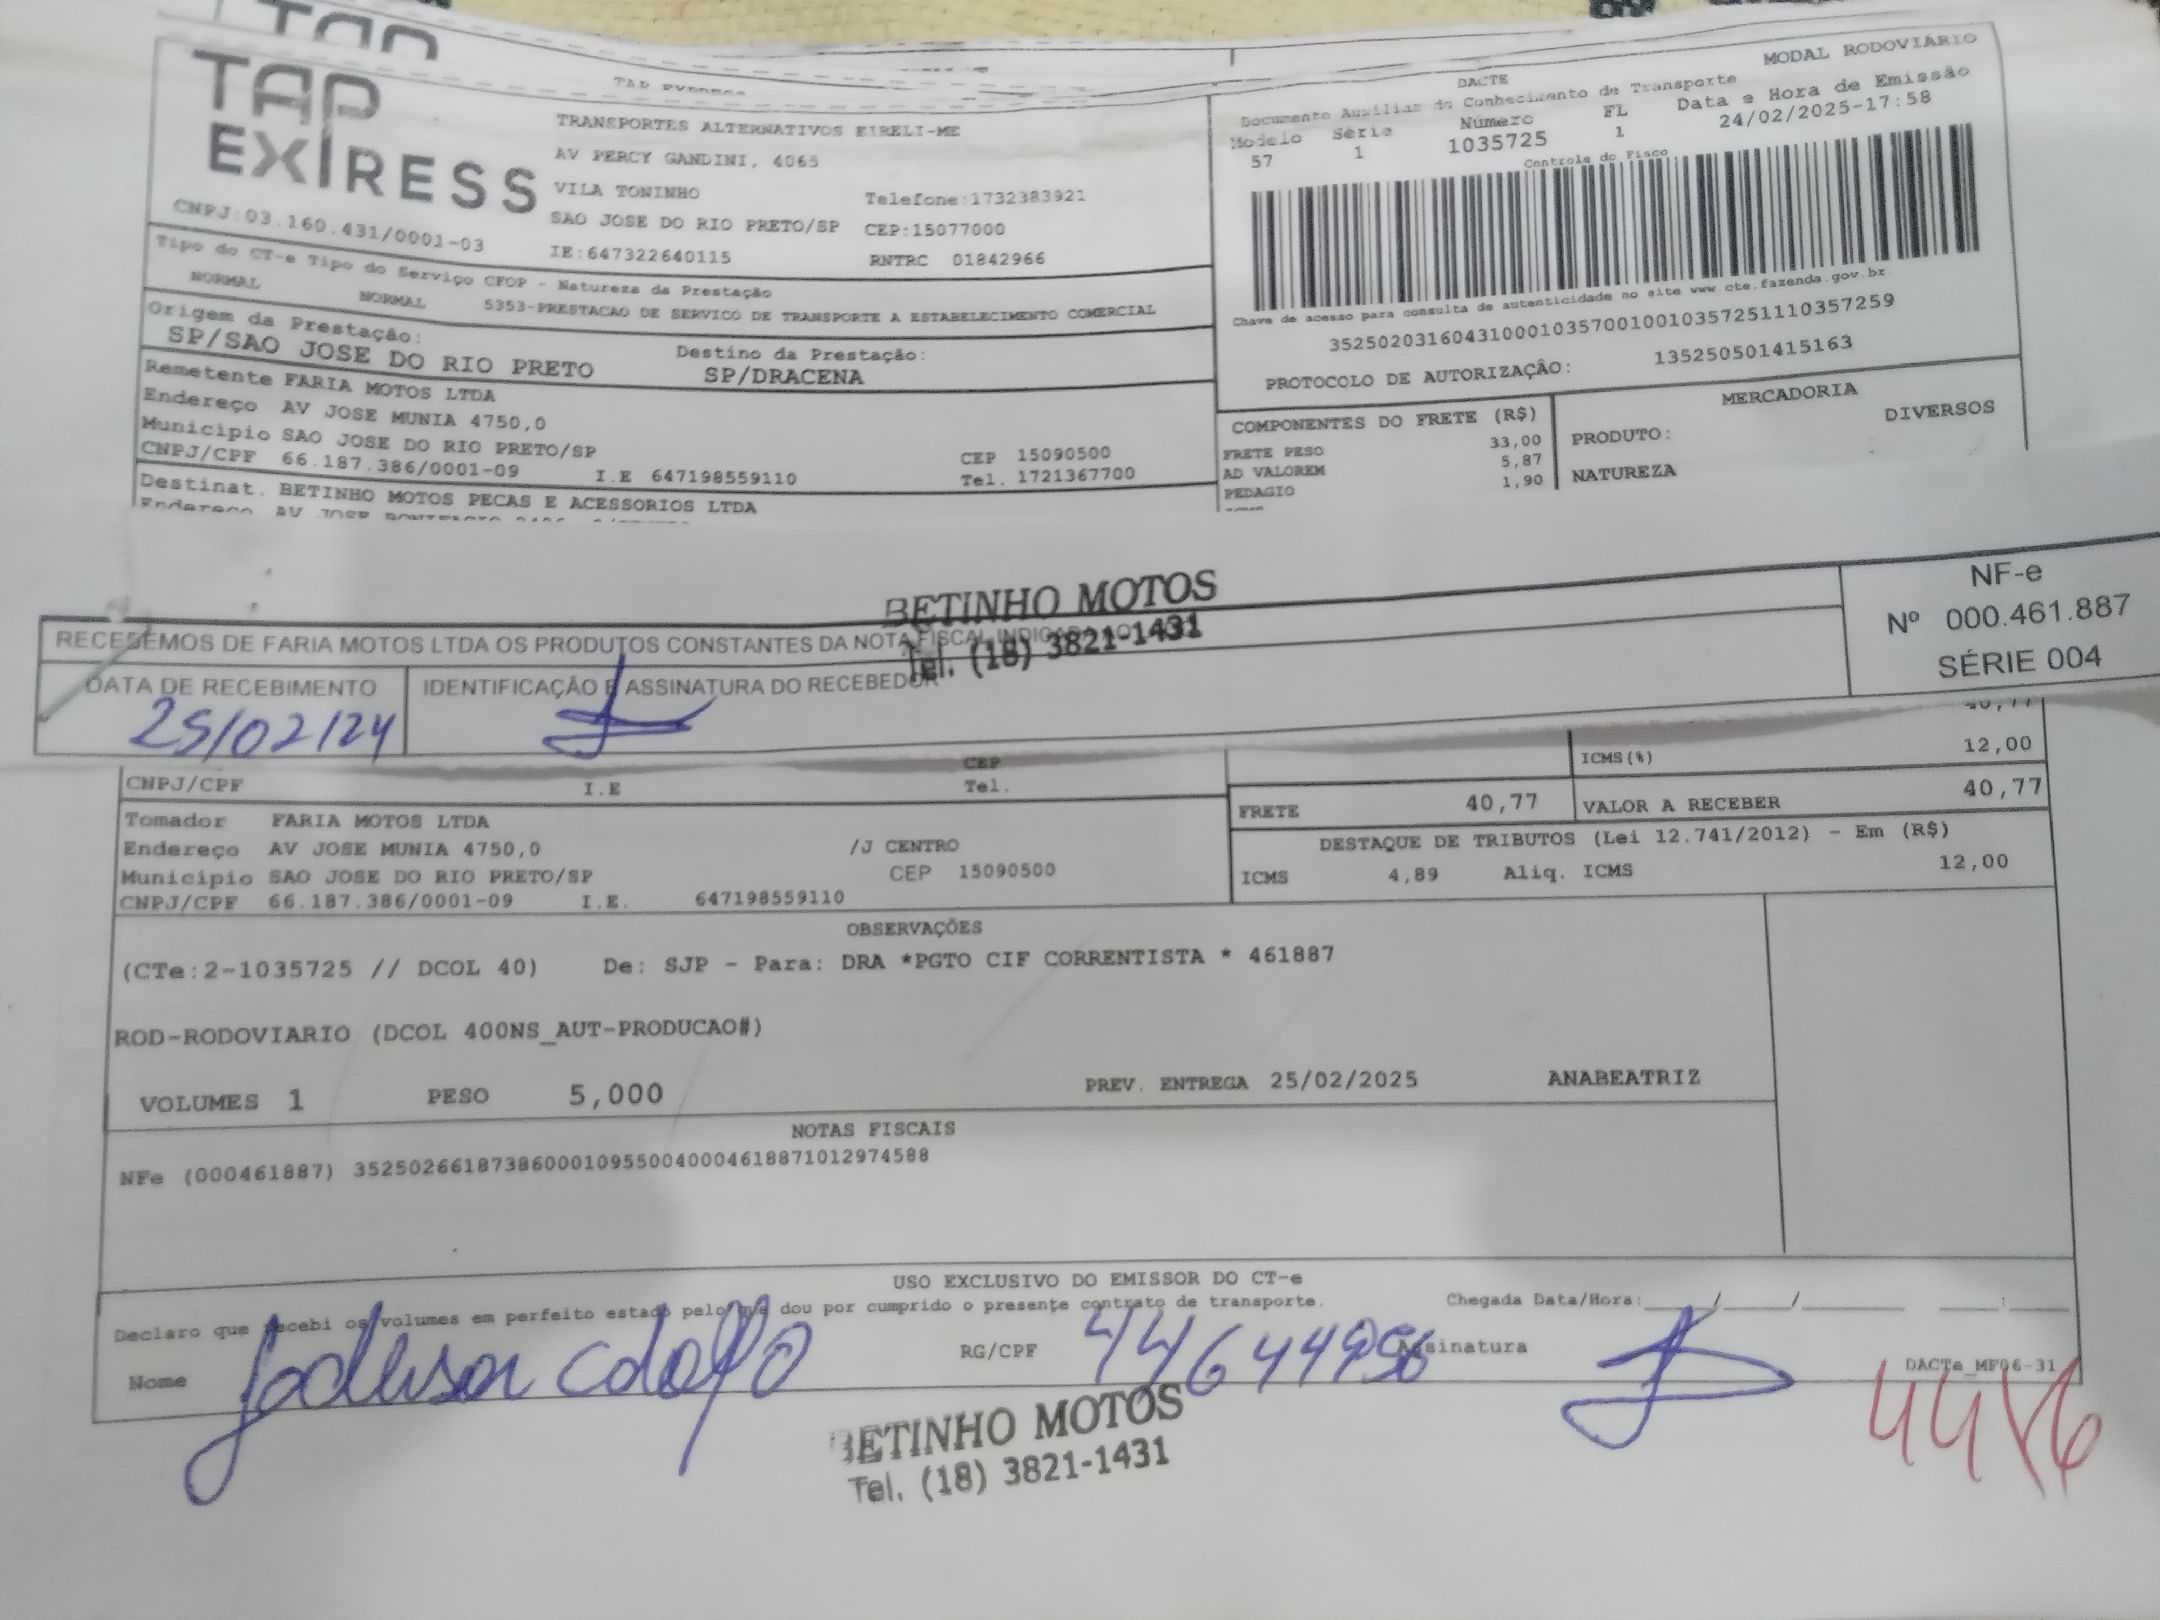 TAP
TAP
EXPRESS
CNPJ:03.160.431/0001-03
TRANSPORTES ALTERNATIVOS EIRELI-ME
AV PERCY GANDINI, 4065
VILA TONINHO Telefone:1732383921
SAO JOSE DO RIO PRETO/SP CEP:15077000
IE:647322640115 RNTRC 01842966
MODAL RODOVIÁRIO
DACTE
Documento Auxiliar do Conhecimento de Transporte
Modelo Série Número FL Data e Hora de Emissão
57 1 1035725 1 24/02/2025-17:58
Controle do Fisco
Chave de acesso para consulta de autenticidade no site www.cte.fazenda.gov.br
35250203160431000103570010010357251110357259
PROTOCOLO DE AUTORIZAÇÃO: 135250501415163
Tipo do CT-e Tipo do Serviço CFOP - Natureza da Prestação
NORMAL NORMAL 5353-PRESTACAO DE SERVICO DE TRANSPORTE A ESTABELECIMENTO COMERCIAL
Origem da Prestação: Destino da Prestação:
SP/SAO JOSE DO RIO PRETO SP/DRACENA
Remetente FARIA MOTOS LTDA
Endereço AV JOSE MUNIA 4750,0
Municipio SAO JOSE DO RIO PRETO/SP CEP 15090500
CNPJ/CPF 66.187.386/0001-09 I.E 647198559110 Tel. 1721367700
Destinat. BETINHO MOTOS PECAS E ACESSORIOS LTDA
Endereço AV JOSE BONIFACIO
COMPONENTES DO FRETE (R$)
FRETE PESO 33,00
AD VALOREM 5,87
PEDAGIO 1,90
MERCADORIA
PRODUTO: DIVERSOS
NATUREZA
BETINHO MOTOS
Tel. (18) 3821-1431
RECEBEMOS DE FARIA MOTOS LTDA OS PRODUTOS CONSTANTES DA NOTA FISCAL INDICADA
DATA DE RECEBIMENTO IDENTIFICAÇÃO E ASSINATURA DO RECEBEDOR
25/02/24
NF-e
Nº 000.461.887
SÉRIE 004
40,77
ICMS(%) 12,00
CNPJ/CPF I.E CEP
Tel.
FRETE 40,77 VALOR A RECEBER 40,77
Tomador FARIA MOTOS LTDA
Endereço AV JOSE MUNIA 4750,0 /J CENTRO
Municipio SAO JOSE DO RIO PRETO/SP CEP 15090500
CNPJ/CPF 66.187.386/0001-09 I.E. 647198559110
DESTAQUE DE TRIBUTOS (Lei 12.741/2012) - Em (R$)
ICMS 4,89 Aliq. ICMS 12,00
OBSERVAÇÕES
(CTe:2-1035725 // DCOL 40) De: SJP - Para: DRA *PGTO CIF CORRENTISTA * 461887
ROD-RODOVIARIO (DCOL 400NS_AUT-PRODUCAO#)
VOLUMES 1 PESO 5,000 PREV. ENTREGA 25/02/2025 ANABEATRIZ
NOTAS FISCAIS
NFe (000461887) 35250266187386000109550040004618871012974588
USO EXCLUSIVO DO EMISSOR DO CT-e
Declaro que recebi os volumes em perfeito estado pelo que dou por cumprido o presente contrato de transporte. Chegada Data/Hora:
Nome RG/CPF Assinatura
DACTe_MF06-31
BETINHO MOTOS
Tel. (18) 3821-1431